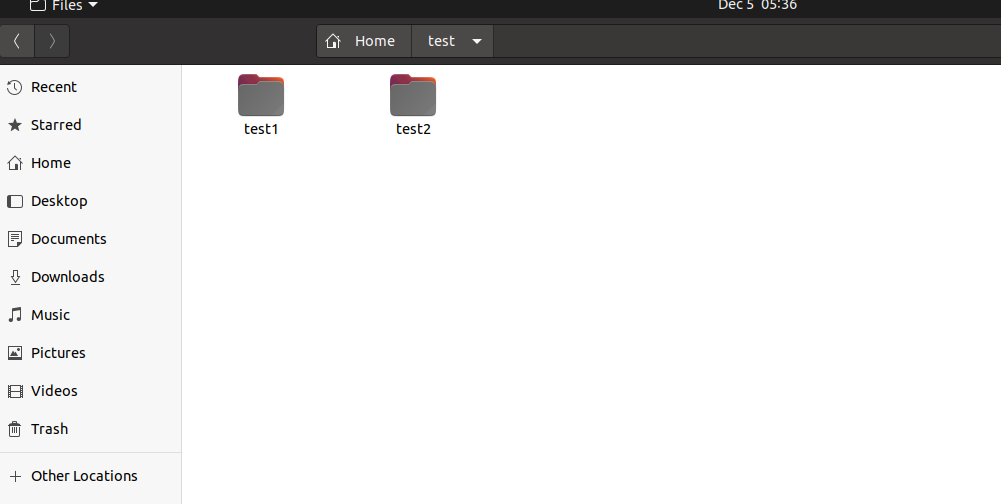 Files
Dec 5 05:36
Home test
Recent
Starred
Home
Desktop
Documents
Downloads
Music
Pictures
Videos
Trash
Other Locations
test1 test2